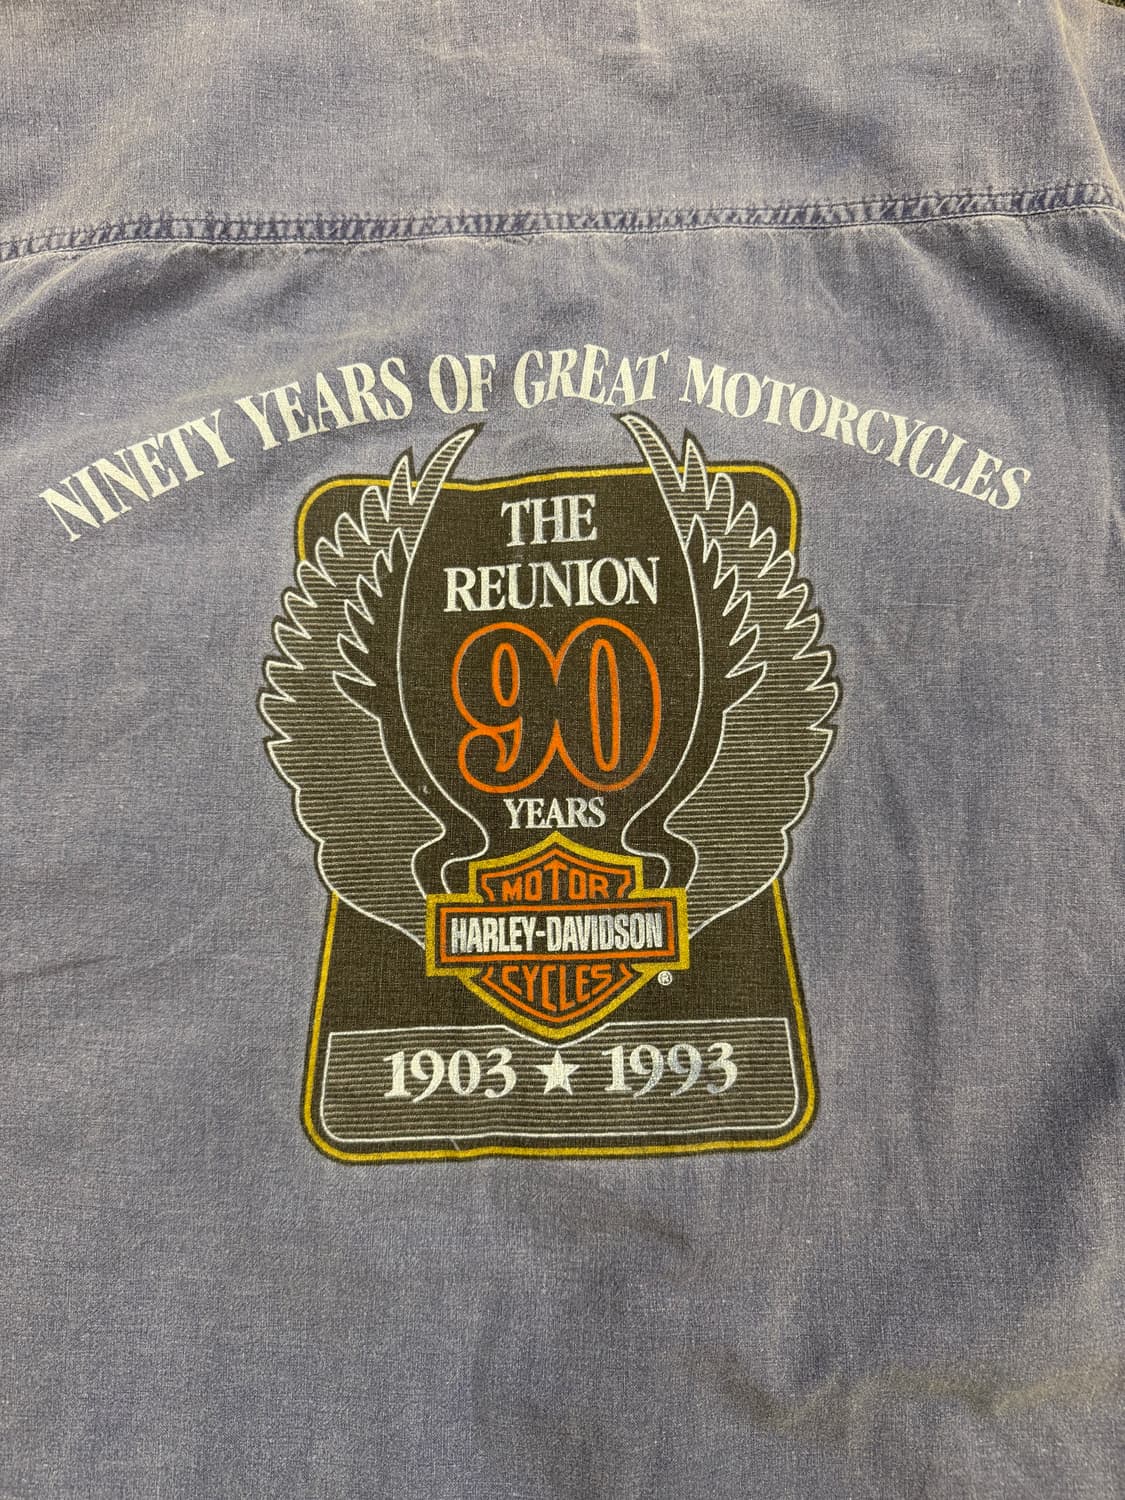 NINETY YEARS OF GREAT MOTORCYCLES
THE
REUNION
90
YEARS
MOTOR
HARLEY-DAVIDSON
CYCLES
®
1903 ★ 1993